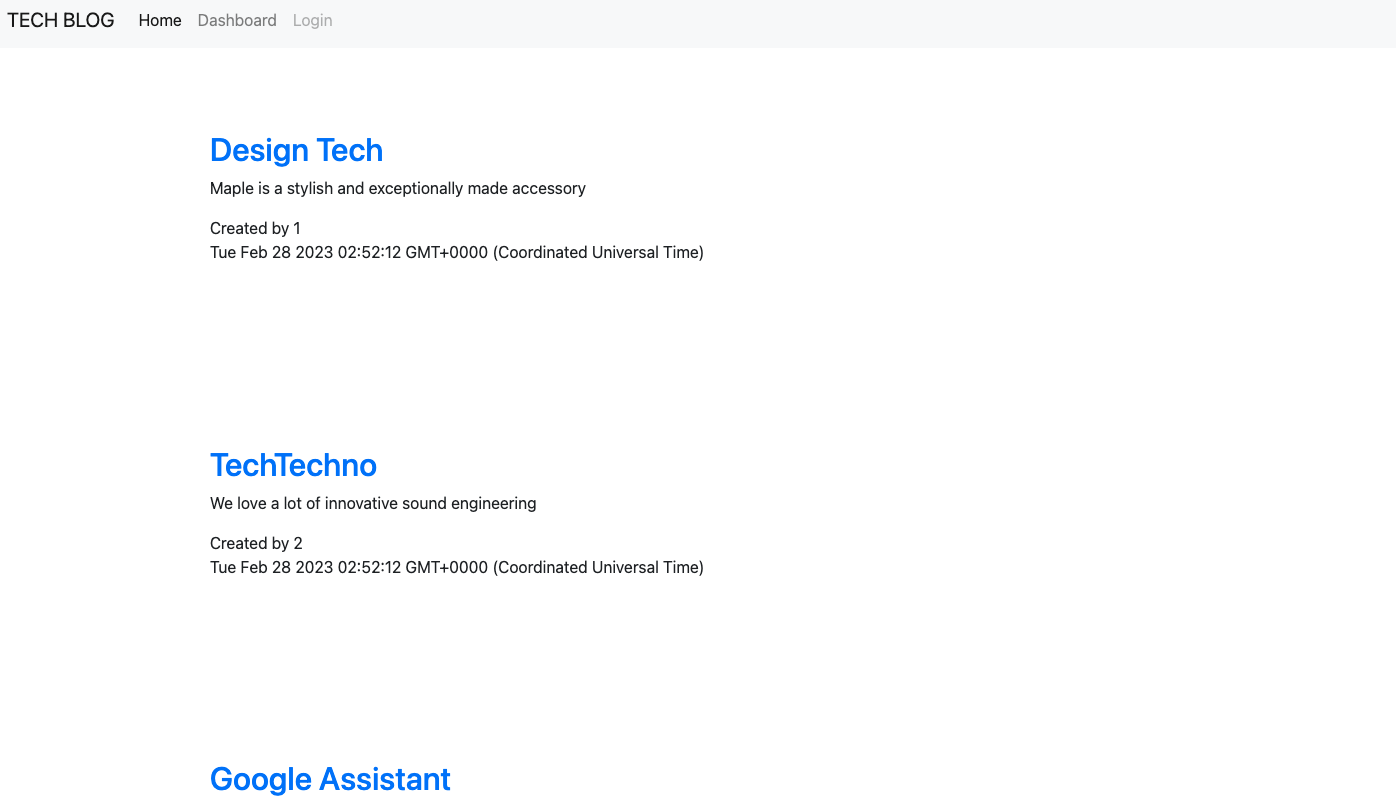 TECH BLOG Home Dashboard Login
Design Tech
Maple is a stylish and exceptionally made accessory
Created by 1
Tue Feb 28 2023 02:52:12 GMT+0000 (Coordinated Universal Time)
TechTechno
We love a lot of innovative sound engineering
Created by 2
Tue Feb 28 2023 02:52:12 GMT+0000 (Coordinated Universal Time)
Google Assistant